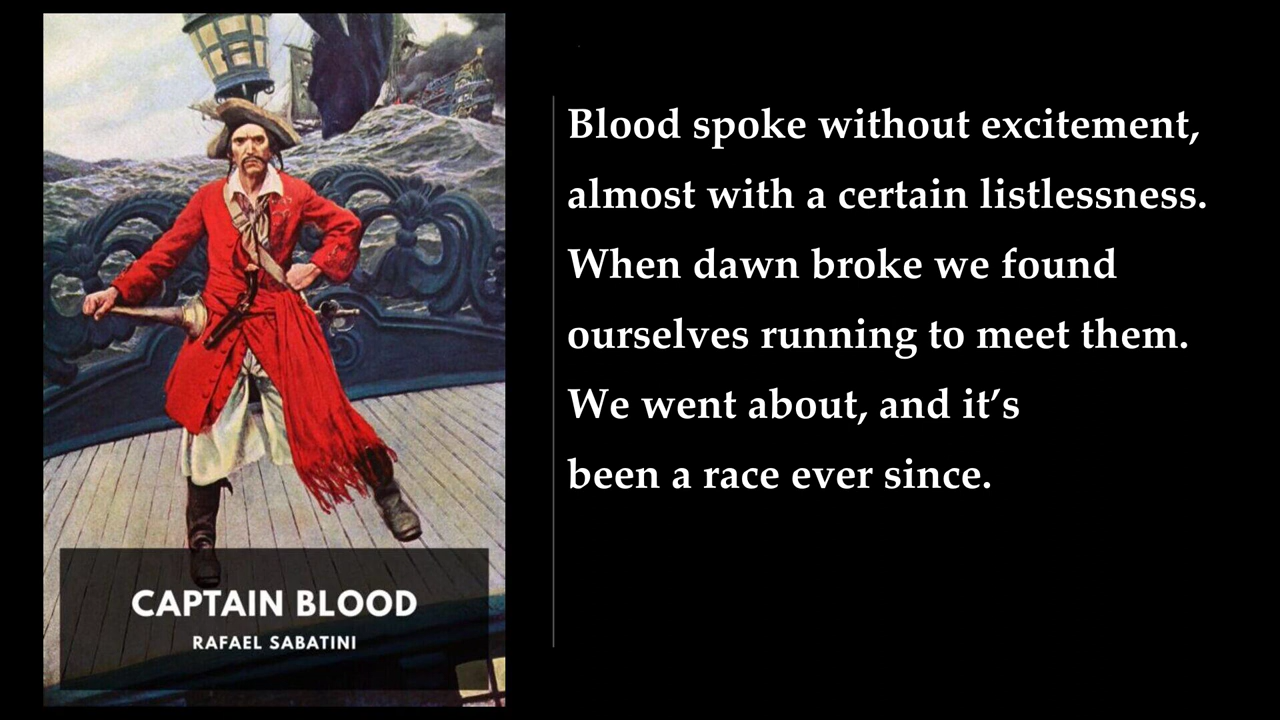 CAPTAIN BLOOD
RAFAEL SABATINI
Blood spoke without excitement,
almost with a certain listlessness.
When dawn broke we found
ourselves running to meet them.
We went about, and it’s
been a race ever since.